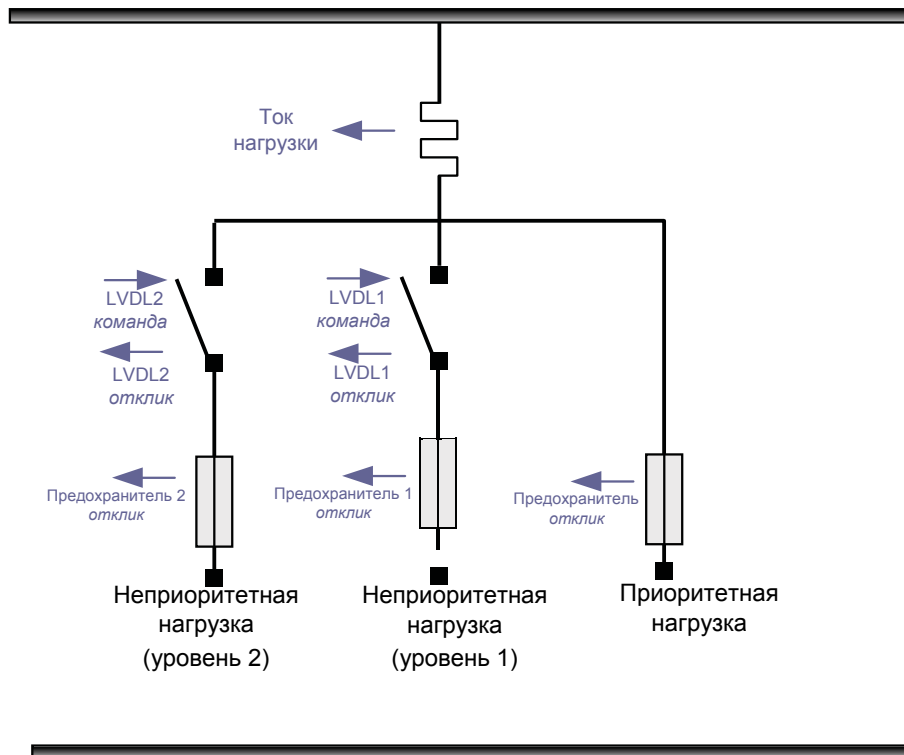 Ток
нагрузки
LVDL2
команда
LVDL2
отклик
LVDL1
команда
LVDL1
отклик
Предохранитель 2
отклик
Предохранитель 1
отклик
Предохранитель
отклик
Неприоритетная
нагрузка
(уровень 2)
Неприоритетная
нагрузка
(уровень 1)
Приоритетная
нагрузка